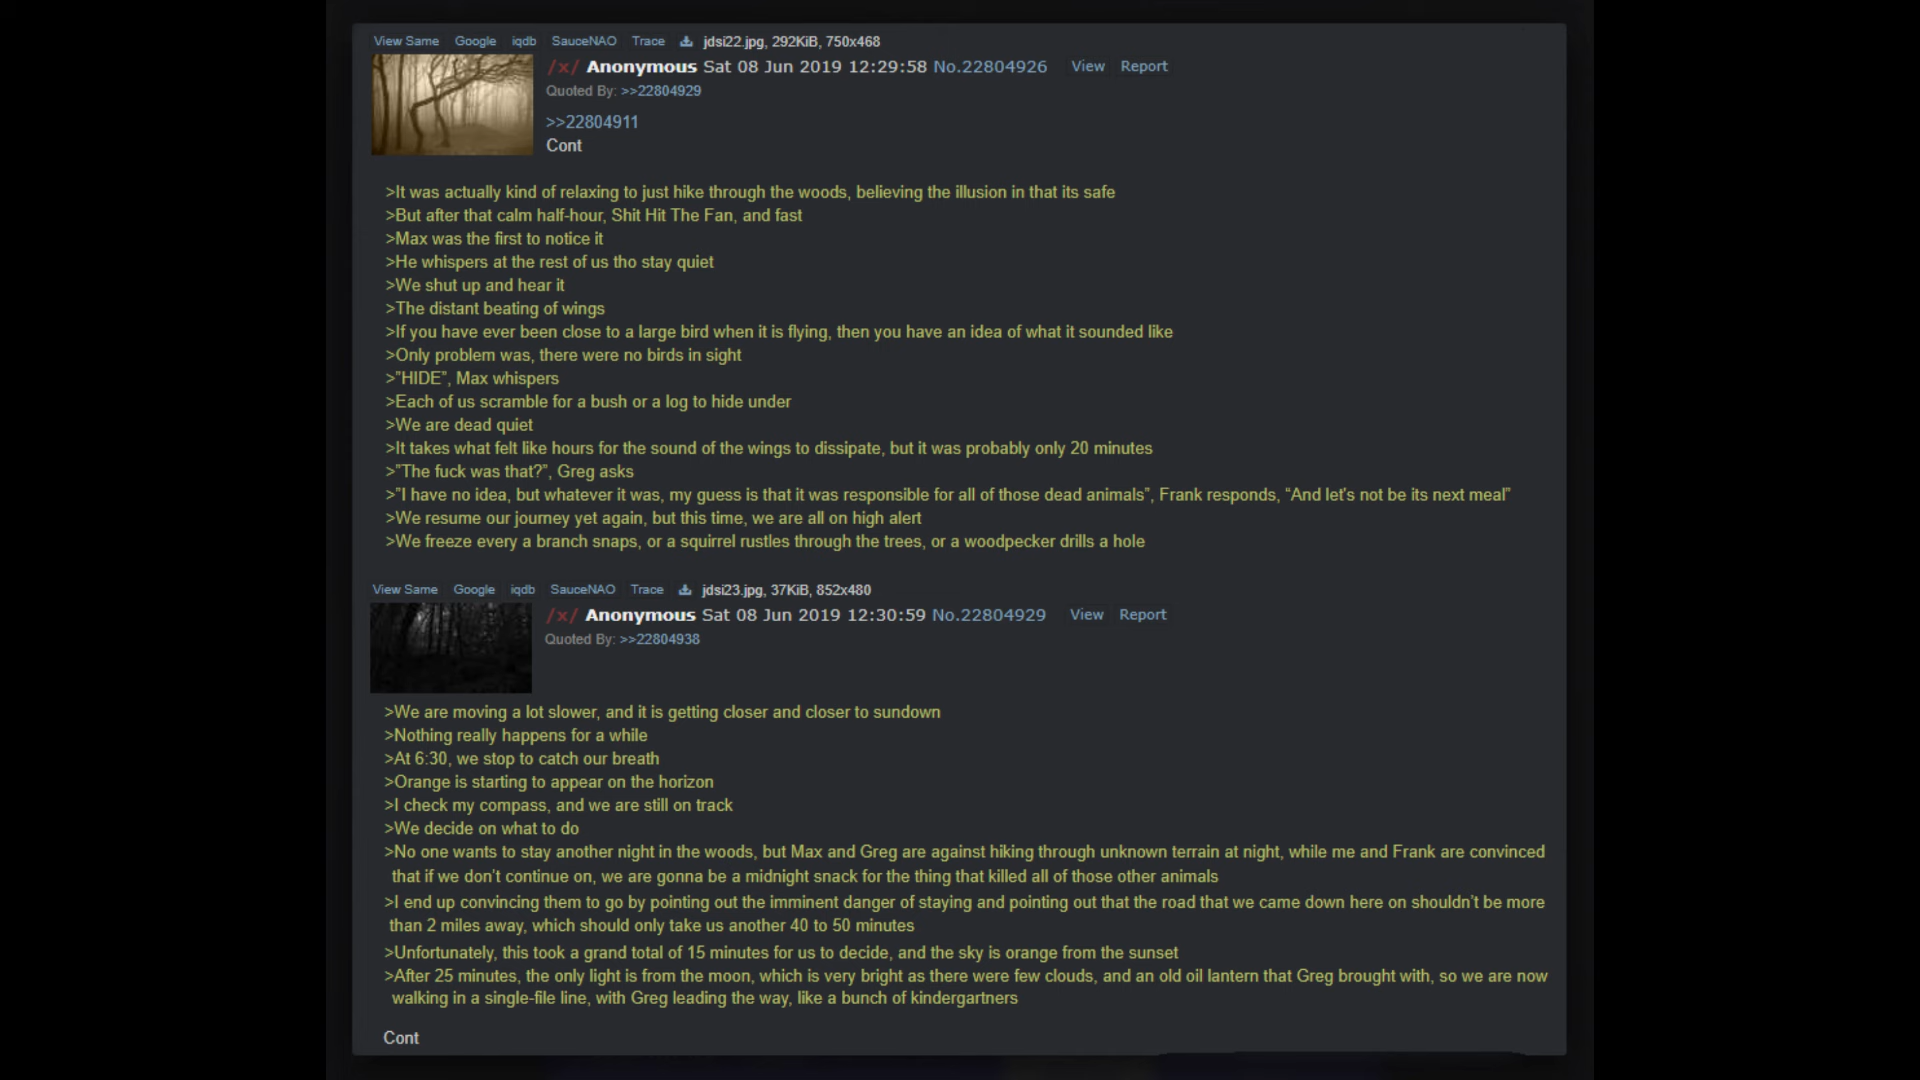 View Same Google iqdb SauceNAO Trace jdsi22.jpg, 292KiB, 750x468
/x/ Anonymous Sat 08 Jun 2019 12:29:58 No.22804926 View Report
Quoted By: >>22804929
>>22804911
Cont
>It was actually kind of relaxing to just hike through the woods, believing the illusion in that its safe
>But after that calm half-hour, Shit Hit The Fan, and fast
>Max was the first to notice it
>He whispers at the rest of us tho stay quiet
>We shut up and hear it
>The distant beating of wings
>If you have ever been close to a large bird when it is flying, then you have an idea of what it sounded like
>Only problem was, there were no birds in sight
>”HIDE”, Max whispers
>Each of us scramble for a bush or a log to hide under
>We are dead quiet
>It takes what felt like hours for the sound of the wings to dissipate, but it was probably only 20 minutes
>”The fuck was that?”, Greg asks
>”I have no idea, but whatever it was, my guess is that it was responsible for all of those dead animals”, Frank responds, “And let's not be its next meal”
>We resume our journey yet again, but this time, we are all on high alert
>We freeze every a branch snaps, or a squirrel rustles through the trees, or a woodpecker drills a hole
View Same Google iqdb SauceNAO Trace jdsi23.jpg, 37KiB, 852x480
/x/ Anonymous Sat 08 Jun 2019 12:30:59 No.22804929 View Report
Quoted By: >>22804938
>We are moving a lot slower, and it is getting closer and closer to sundown
>Nothing really happens for a while
>At 6:30, we stop to catch our breath
>Orange is starting to appear on the horizon
>I check my compass, and we are still on track
>We decide on what to do
>No one wants to stay another night in the woods, but Max and Greg are against hiking through unknown terrain at night, while me and Frank are convinced
that if we don’t continue on, we are gonna be a midnight snack for the thing that killed all of those other animals
>I end up convincing them to go by pointing out the imminent danger of staying and pointing out that the road that we came down here on shouldn’t be more
than 2 miles away, which should only take us another 40 to 50 minutes
>Unfortunately, this took a grand total of 15 minutes for us to decide, and the sky is orange from the sunset
>After 25 minutes, the only light is from the moon, which is very bright as there were few clouds, and an old oil lantern that Greg brought with, so we are now
walking in a single-file line, with Greg leading the way, like a bunch of kindergartners
Cont